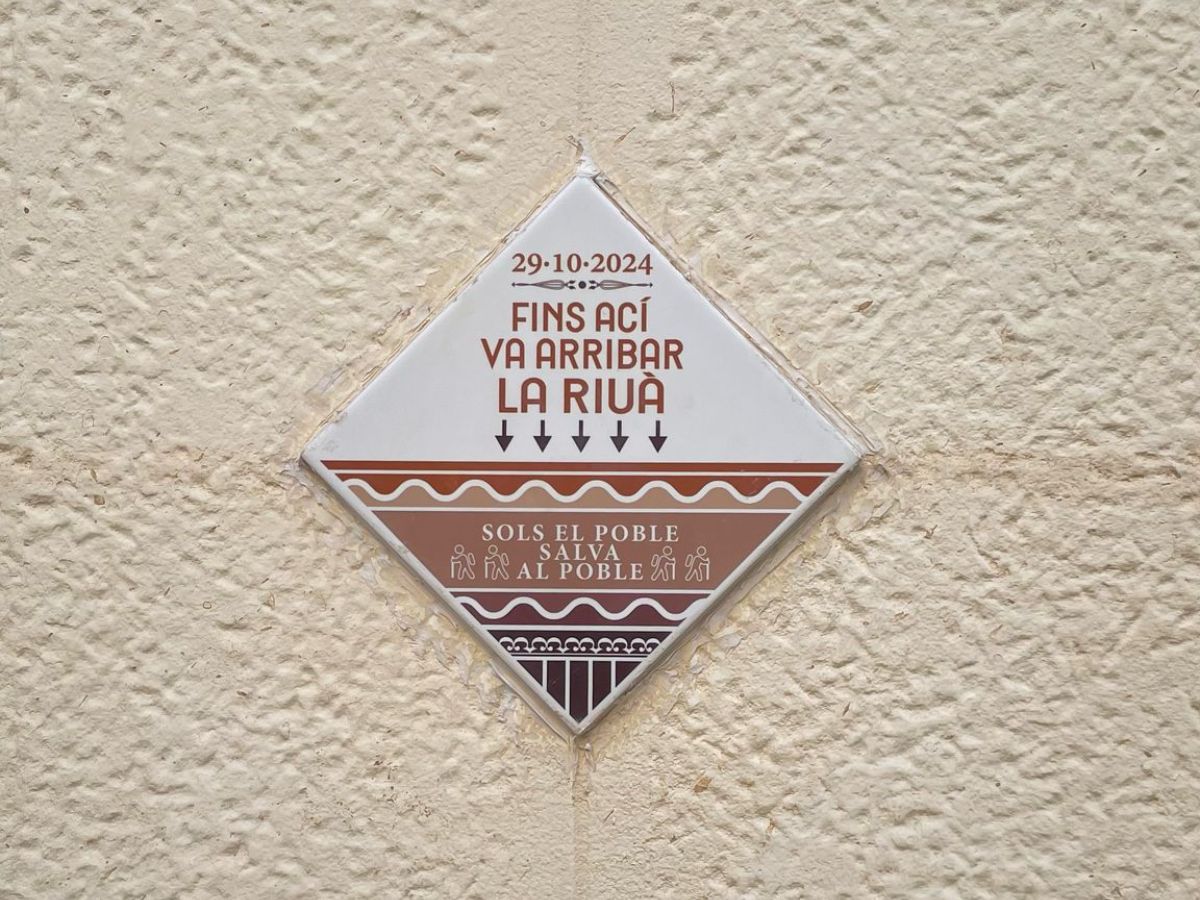 29·10·2024
FINS ACÍ
VA ARRIBAR
LA RIUÀ
SOLS EL POBLE
SALVA
AL POBLE